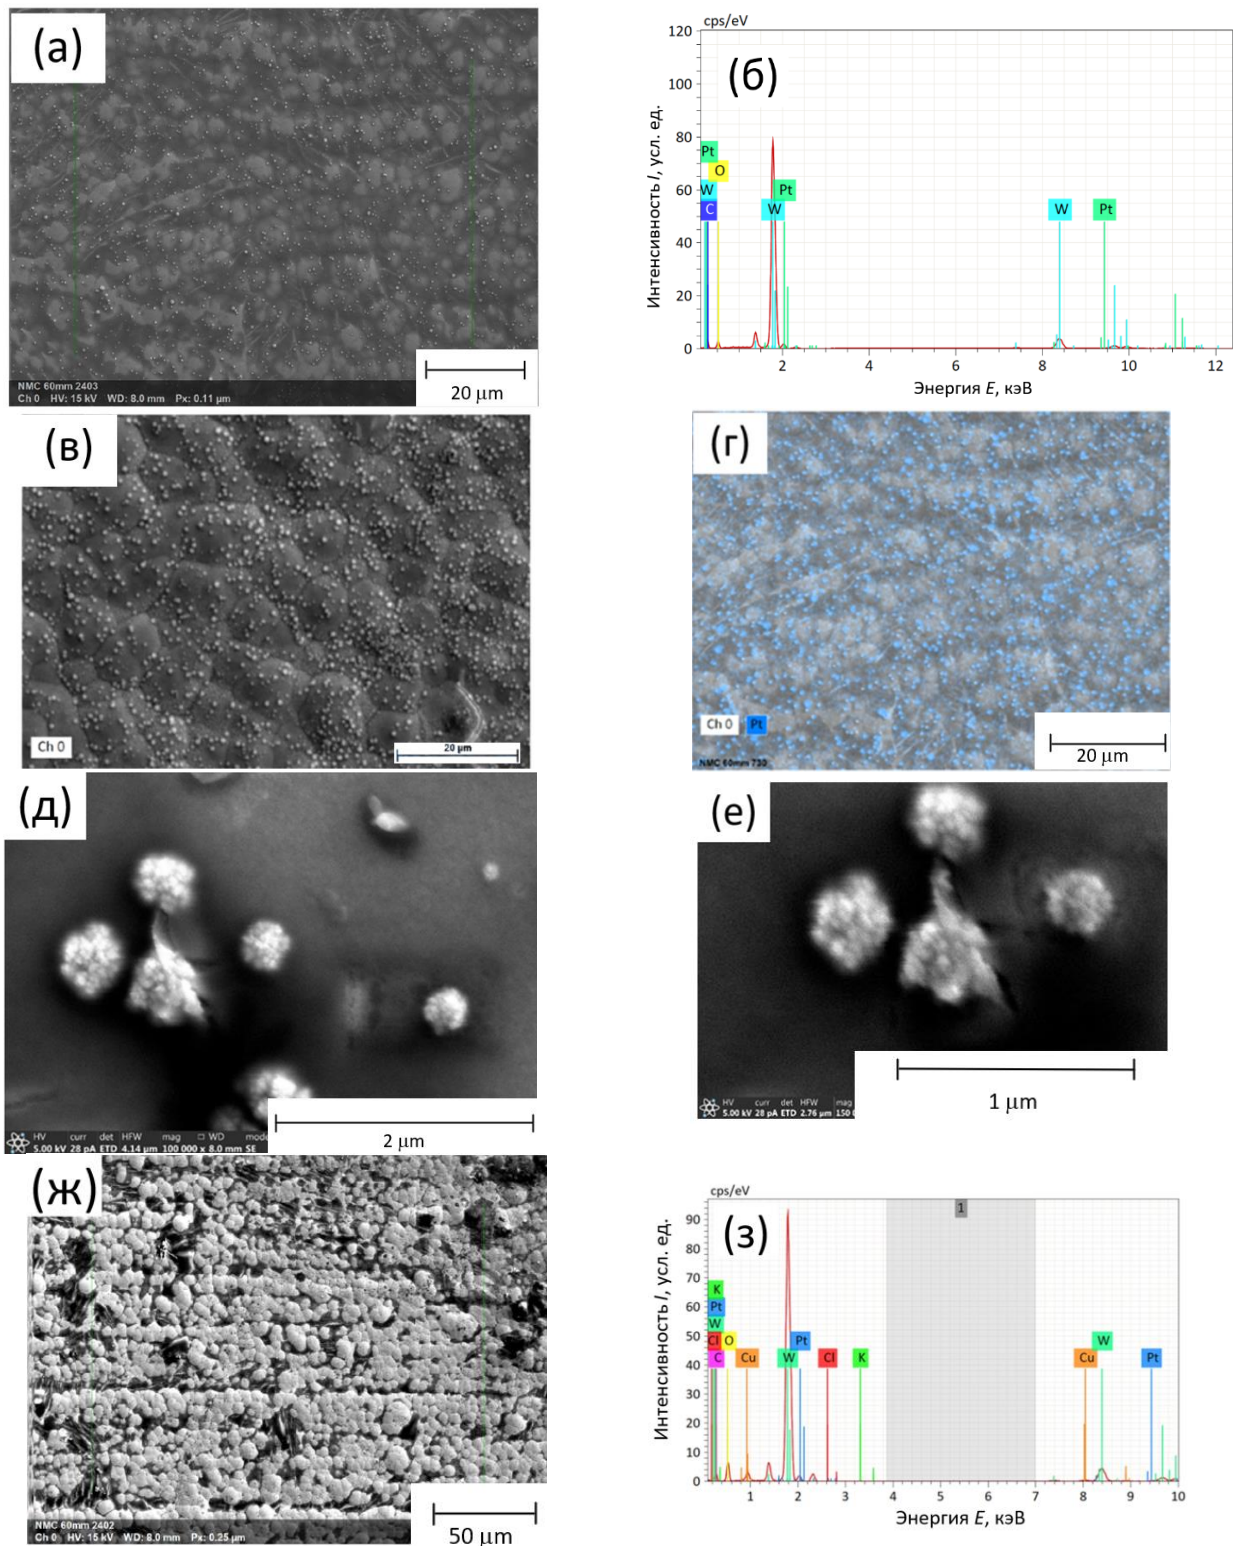 (а)
NMC 60mm 2403
Ch 0 HV: 15 kV WD: 8.0 mm Px: 0.11 µm
20 µm
(б)
cps/eV
Интенсивность I, усл. ед.
120
100
80
60
40
20
0
Pt
O
W
Pt
C
W
W
Pt
2
4
6
8
10
12
Энергия E, кэВ
(в)
Ch 0
20 µm
(г)
Ch 0 Pt
NMC 60mm 730
20 µm
(д)
HV curr det HFW mag □ WD mode
5.00 kV 28 pA ETD 4.14 µm 100 000 x 8.0 mm SE
2 µm
(е)
HV curr det HFW mag
5.00 kV 28 pA ETD 2.76 µm 150
1 µm
(ж)
NMC 60mm 2402
Ch 0 HV: 15 kV WD: 8.0 mm Px: 0.25 µm
50 µm
(з)
cps/eV
Интенсивность I, усл. ед.
90
80
70
60
50
40
30
20
10
0
1
K
Pt
W
Cl O Pt W
C Cu W Cl K Cu Pt
1 2 3 4 5 6 7 8 9 10
Энергия E, кэВ